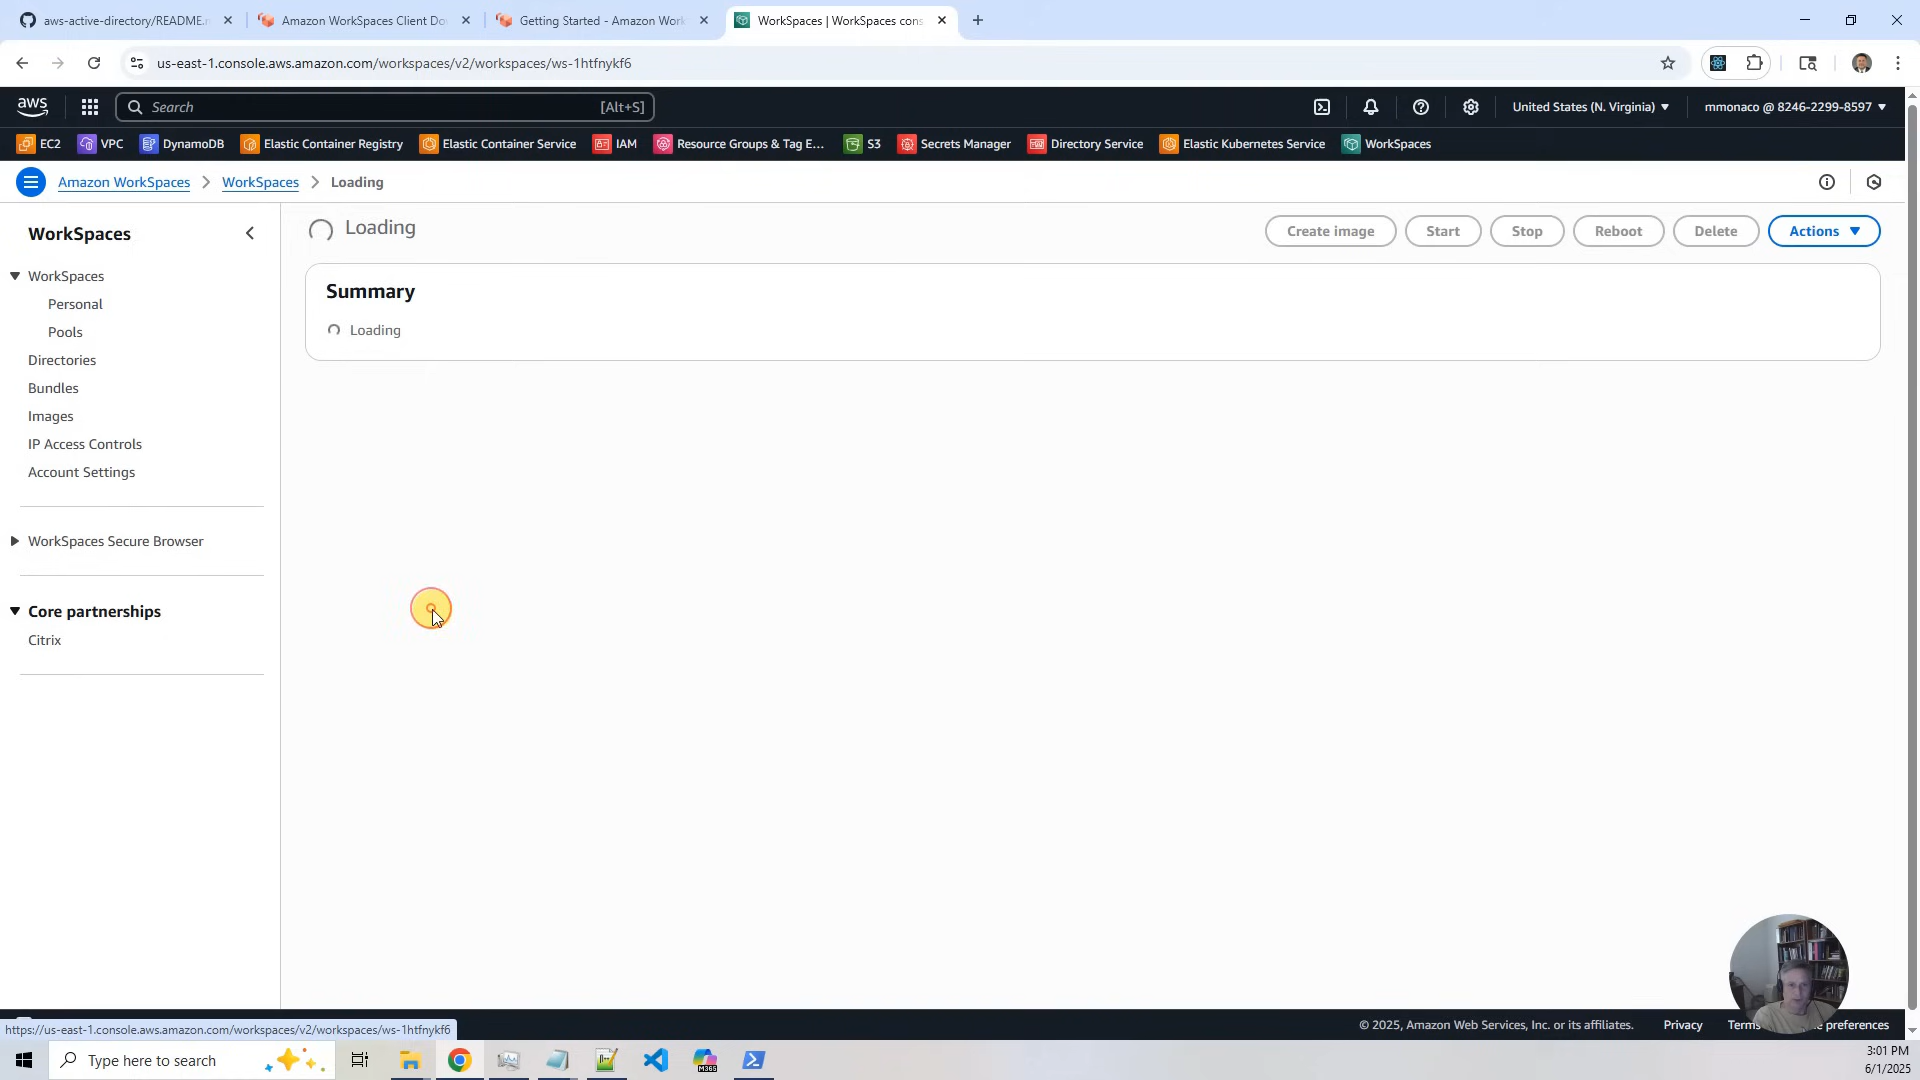 aws-active-directory/README.m
Amazon WorkSpaces Client Do
Getting Started - Amazon Work
WorkSpaces | WorkSpaces cons
us-east-1.console.aws.amazon.com/workspaces/v2/workspaces/ws-1htfnykf6
aws
Search
[Alt+S]
United States (N. Virginia)
mmonaco @ 8246-2299-8597
EC2
VPC
DynamoDB
Elastic Container Registry
Elastic Container Service
IAM
Resource Groups & Tag E...
S3
Secrets Manager
Directory Service
Elastic Kubernetes Service
WorkSpaces
Amazon WorkSpaces
WorkSpaces
Loading
WorkSpaces
WorkSpaces
Personal
Pools
Directories
Bundles
Images
IP Access Controls
Account Settings
WorkSpaces Secure Browser
Core partnerships
Citrix
Loading
Create image
Start
Stop
Reboot
Delete
Actions
Summary
Loading
https://us-east-1.console.aws.amazon.com/workspaces/v2/workspaces/ws-1htfnykf6
© 2025, Amazon Web Services, Inc. or its affiliates.
Privacy
Terms
preferences
Type here to search
M365
3:01 PM
6/1/2025